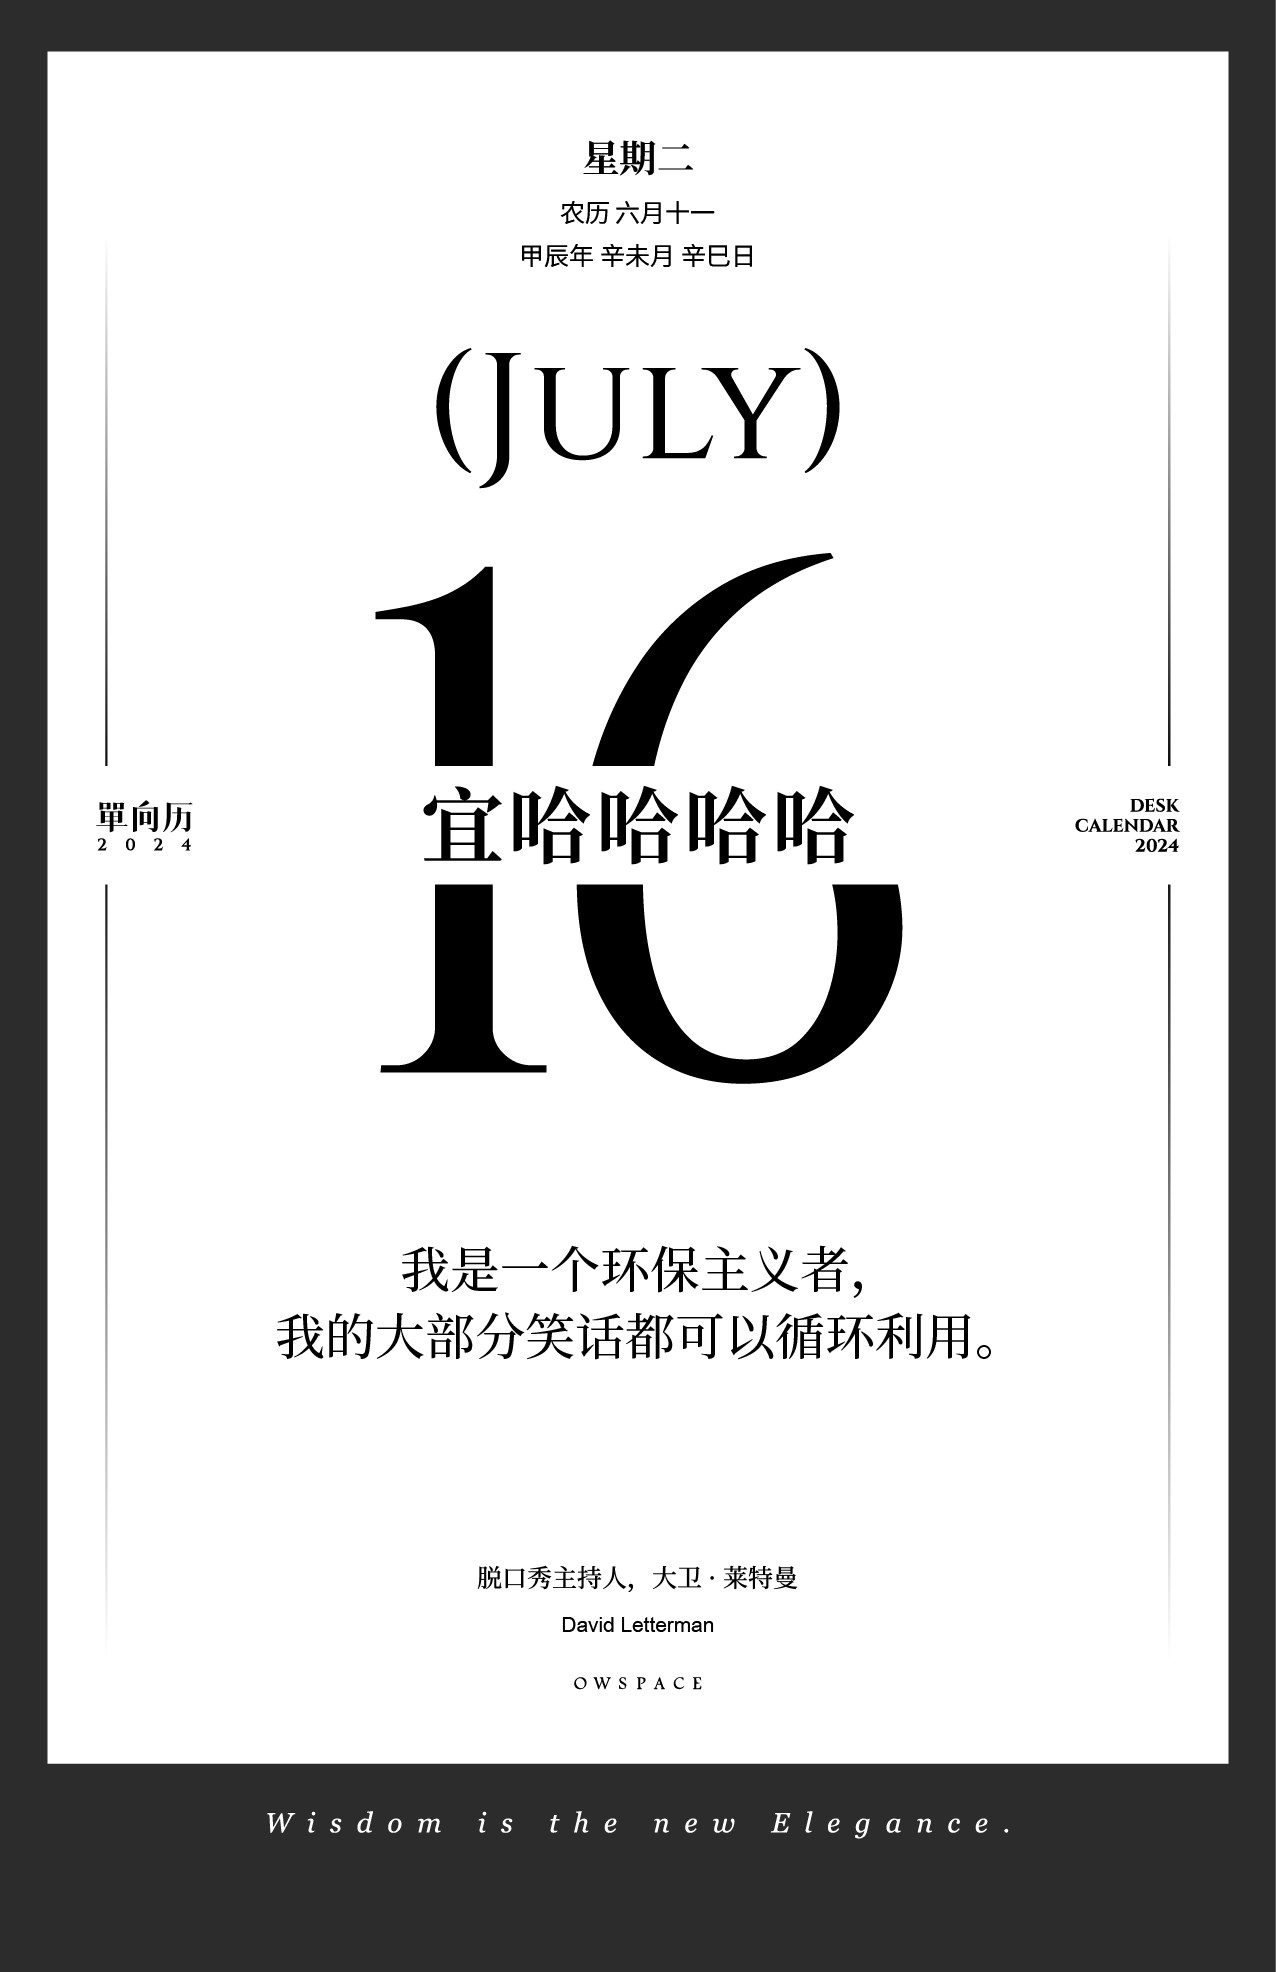 星期二
农历 六月十一
甲辰年 辛未月 辛巳日
(JULY)
16
單向历
2024
宜哈哈哈哈
DESK
CALENDAR
2024
我是一个环保主义者，
我的大部分笑话都可以循环利用。
脱口秀主持人，大卫·莱特曼
David Letterman
OWSPACE
Wisdom is the new Elegance.